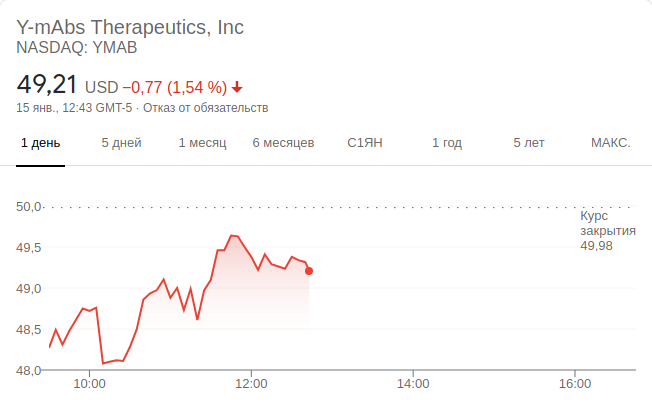 Y-mAbs Therapeutics, Inc
NASDAQ: YMAB
49,21 USD −0,77 (1,54 %)
15 янв., 12:43 GMT-5 · Отказ от обязательств
1 день 5 дней 1 месяц 6 месяцев С1ЯН 1 год 5 лет МАКС.
50,0
Курс
закрытия
49,98
49,5
49,0
48,5
48,0
10:00 12:00 14:00 16:00